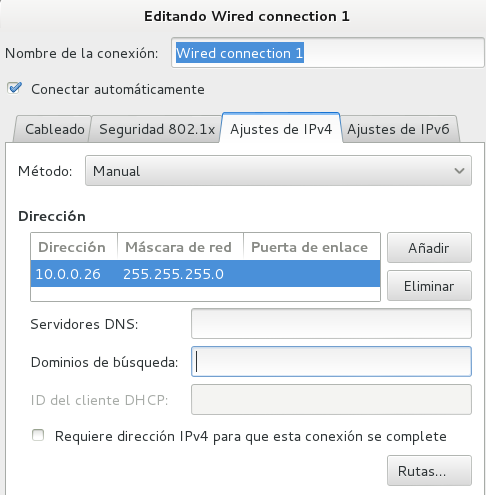 Editando Wired connection 1
Nombre de la conexión: Wired connection 1
Conectar automáticamente
Cableado Seguridad 802.1x Ajustes de IPv4 Ajustes de IPv6
Método: Manual
Dirección
Dirección Máscara de red Puerta de enlace Añadir
10.0.0.26 255.255.255.0
Eliminar
Servidores DNS:
Dominios de búsqueda:
ID del cliente DHCP:
Requiere dirección IPv4 para que esta conexión se complete
Rutas...